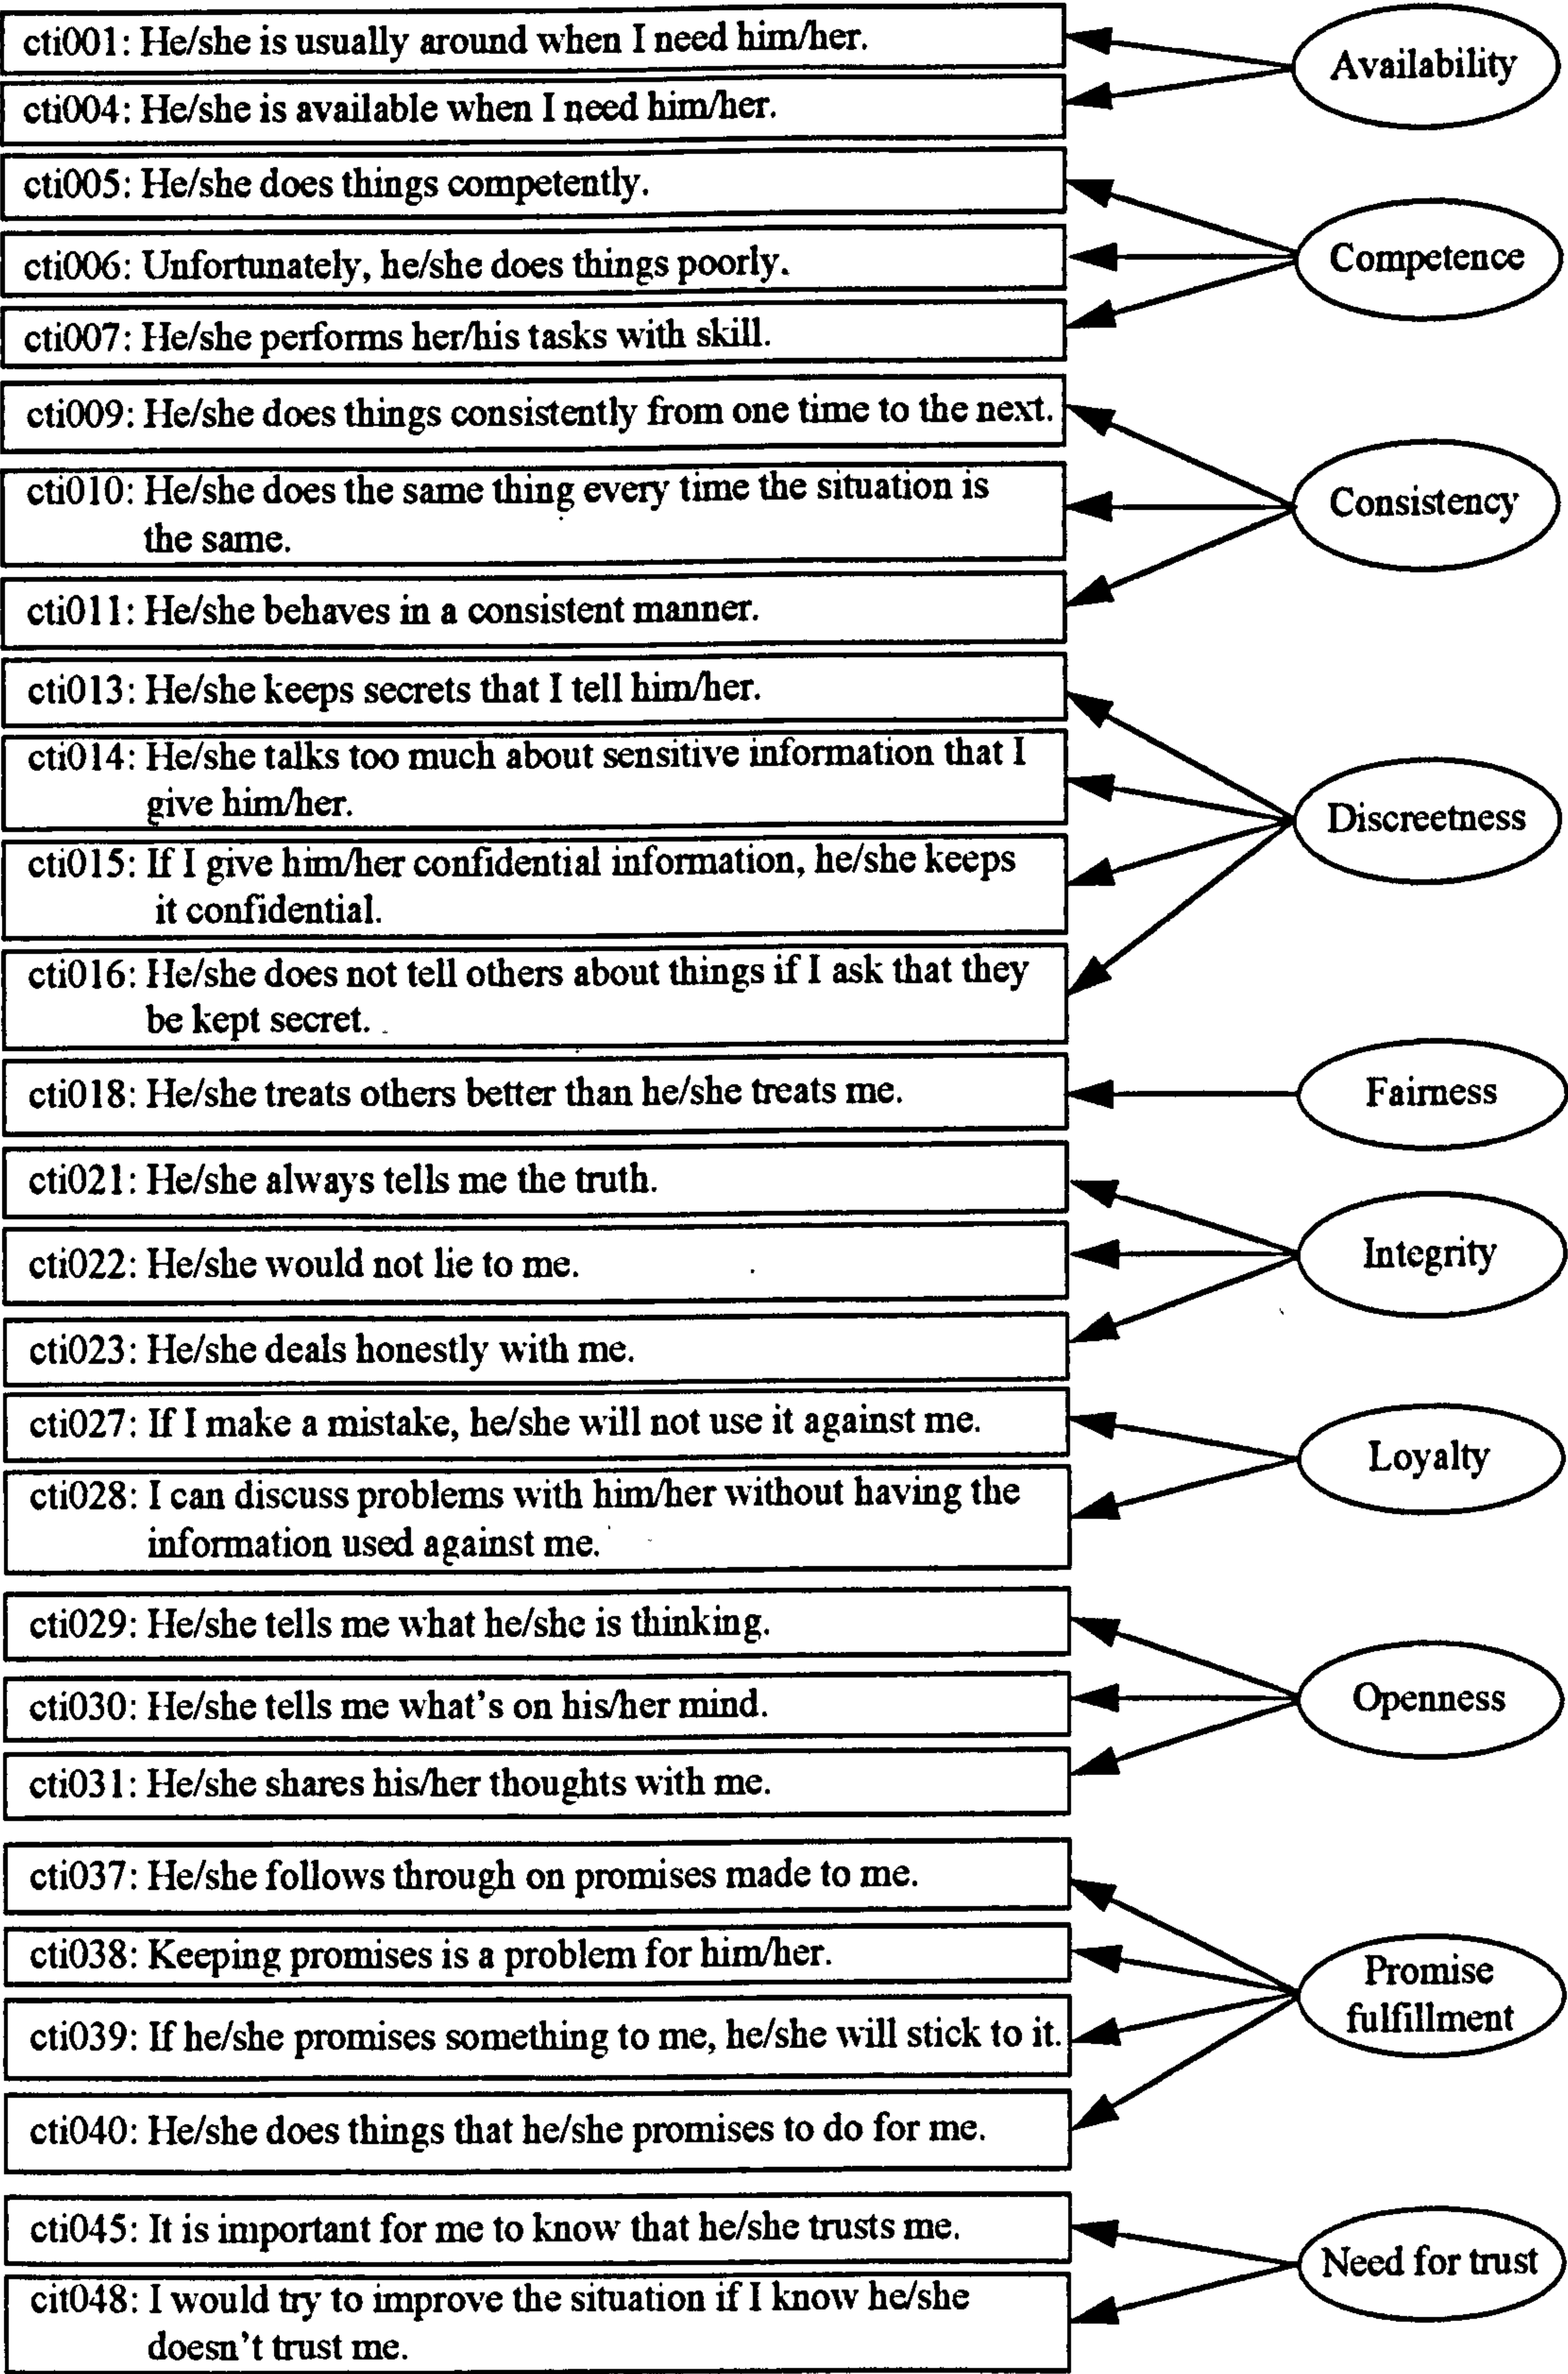 cti001: He/she is usually around when I need him/her.
Availability
cti004: He/she is available when I need him/her.
cti005: He/she does things competently.
cti006: Unfortunately, he/she does things poorly.
Competence
cti007: He/she performs her/his tasks with skill.
cti009: He/she does things consistently from one time to the next.
cti010: He/she does the same thing every time the situation is
the same.
Consistency
cti011: He/she behaves in a consistent manner.
cti013: He/she keeps secrets that I tell him/her.
cti014: He/she talks too much about sensitive information that I
give him/her.
Discreetness
cti015: If I give him/her confidential information, he/she keeps
it confidential.
cti016: He/she does not tell others about things if I ask that they
be kept secret.
cti018: He/she treats others better than he/she treats me.
Fairness
cti021: He/she always tells me the truth.
cti022: He/she would not lie to me.
Integrity
cti023: He/she deals honestly with me.
cti027: If I make a mistake, he/she will not use it against me.
Loyalty
cti028: I can discuss problems with him/her without having the
information used against me.
cti029: He/she tells me what he/she is thinking.
cti030: He/she tells me what's on his/her mind.
Openness
cti031: He/she shares his/her thoughts with me.
cti037: He/she follows through on promises made to me.
cti038: Keeping promises is a problem for him/her.
Promise
fulfillment
cti039: If he/she promises something to me, he/she will stick to it.
cti040: He/she does things that he/she promises to do for me.
cti045: It is important for me to know that he/she trusts me.
Need for trust
cit048: I would try to improve the situation if I know he/she
doesn't trust me.